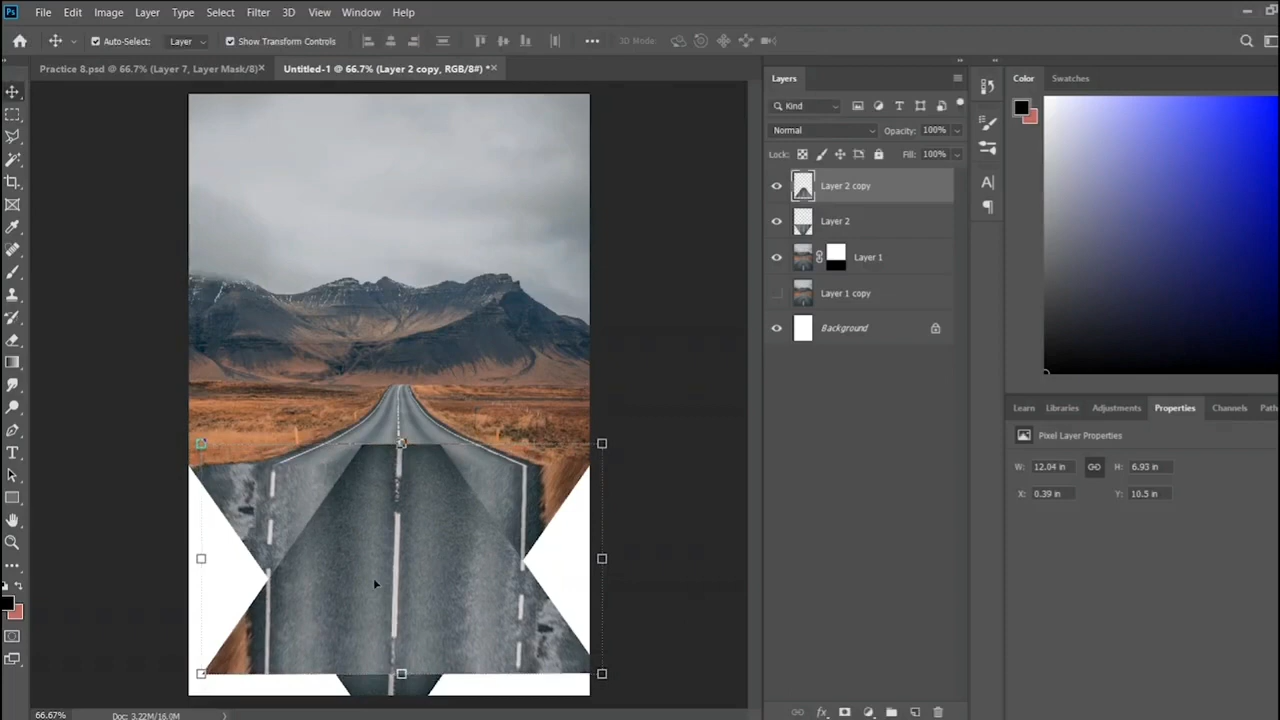 Ps File Edit Image Layer Type Select Filter 3D View Window Help
Auto-Select: Layer Show Transform Controls 3D Mode:
Practice 8.psd @ 66.7% (Layer 7, Layer Mask/8) Untitled-1 @ 66.7% (Layer 2 copy, RGB/8#) *
Layers
Kind
Normal Opacity: 100%
Lock: Fill: 100%
Layer 2 copy
Layer 2
Layer 1
Layer 1 copy
Background
Color Swatches
Learn Libraries Adjustments Properties Channels Path
Pixel Layer Properties
W: 12.04 in H: 6.93 in
X: 0.39 in Y: 10.5 in
66.67% Doc: 3.22M/16.0M